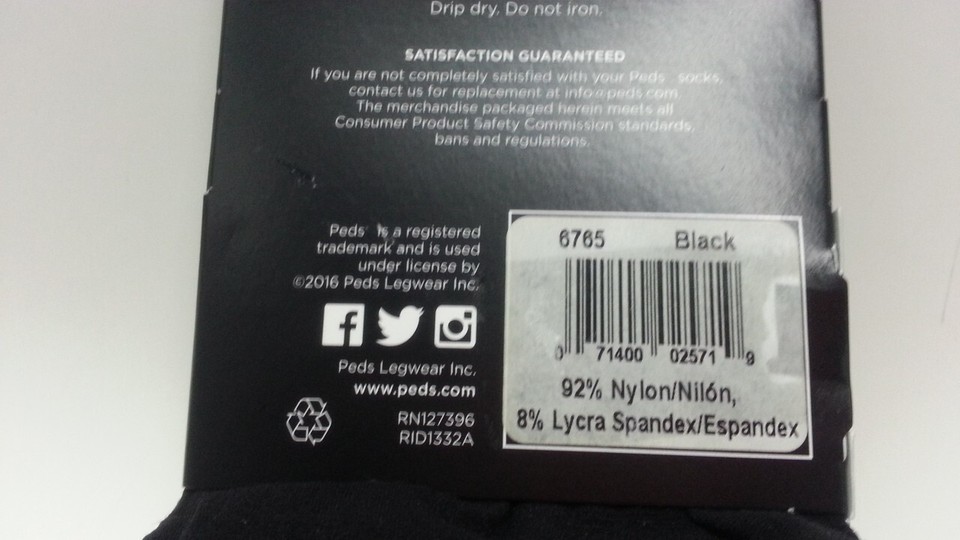 Drip dry. Do not iron.
SATISFACTION GUARANTEED
If you are not completely satisfied with your Peds socks,
contact us for replacement at info@peds.com.
The merchandise packaged herein meets all
Consumer Product Safety Commission standards,
bans and regulations.
Peds is a registered
trademark and is used
under license by
©2016 Peds Legwear Inc.
Peds Legwear Inc.
www.peds.com
RN127396
RID1332A
6765 Black
0 71400 02571 9
92% Nylon/Nilón,
8% Lycra Spandex/Espandex